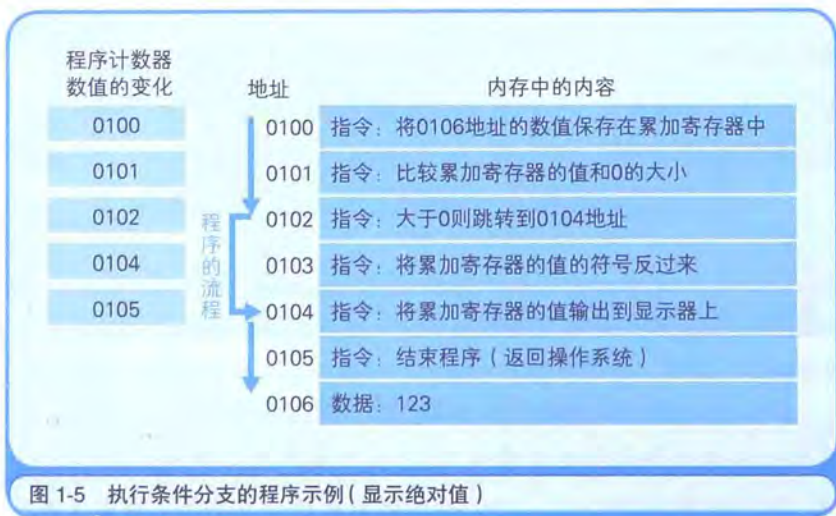 程序计数器
数值的变化
地址
内存中的内容
0100
0101
0102
0104
0105
程序的流程
0100 指令：将0106地址的数值保存在累加寄存器中
0101 指令：比较累加寄存器的值和0的大小
0102 指令：大于0则跳转到0104地址
0103 指令：将累加寄存器的值的符号反过来
0104 指令：将累加寄存器的值输出到显示器上
0105 指令：结束程序（返回操作系统）
0106 数据：123
图 1-5 执行条件分支的程序示例（显示绝对值）